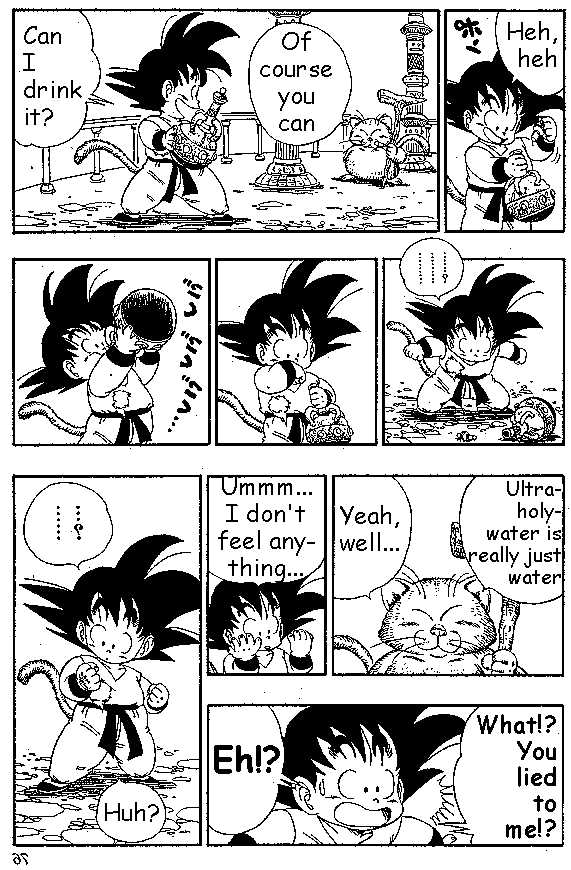 Can
I
drink
it?
Of
course
you
can
Heh,
heh
………?
……?
Huh?
Ummm...
I don't
feel any-
thing...
Yeah,
well...
Ultra-
holy-
water is
really just
water
Eh!?
What!?
You
lied
to
me!?
76